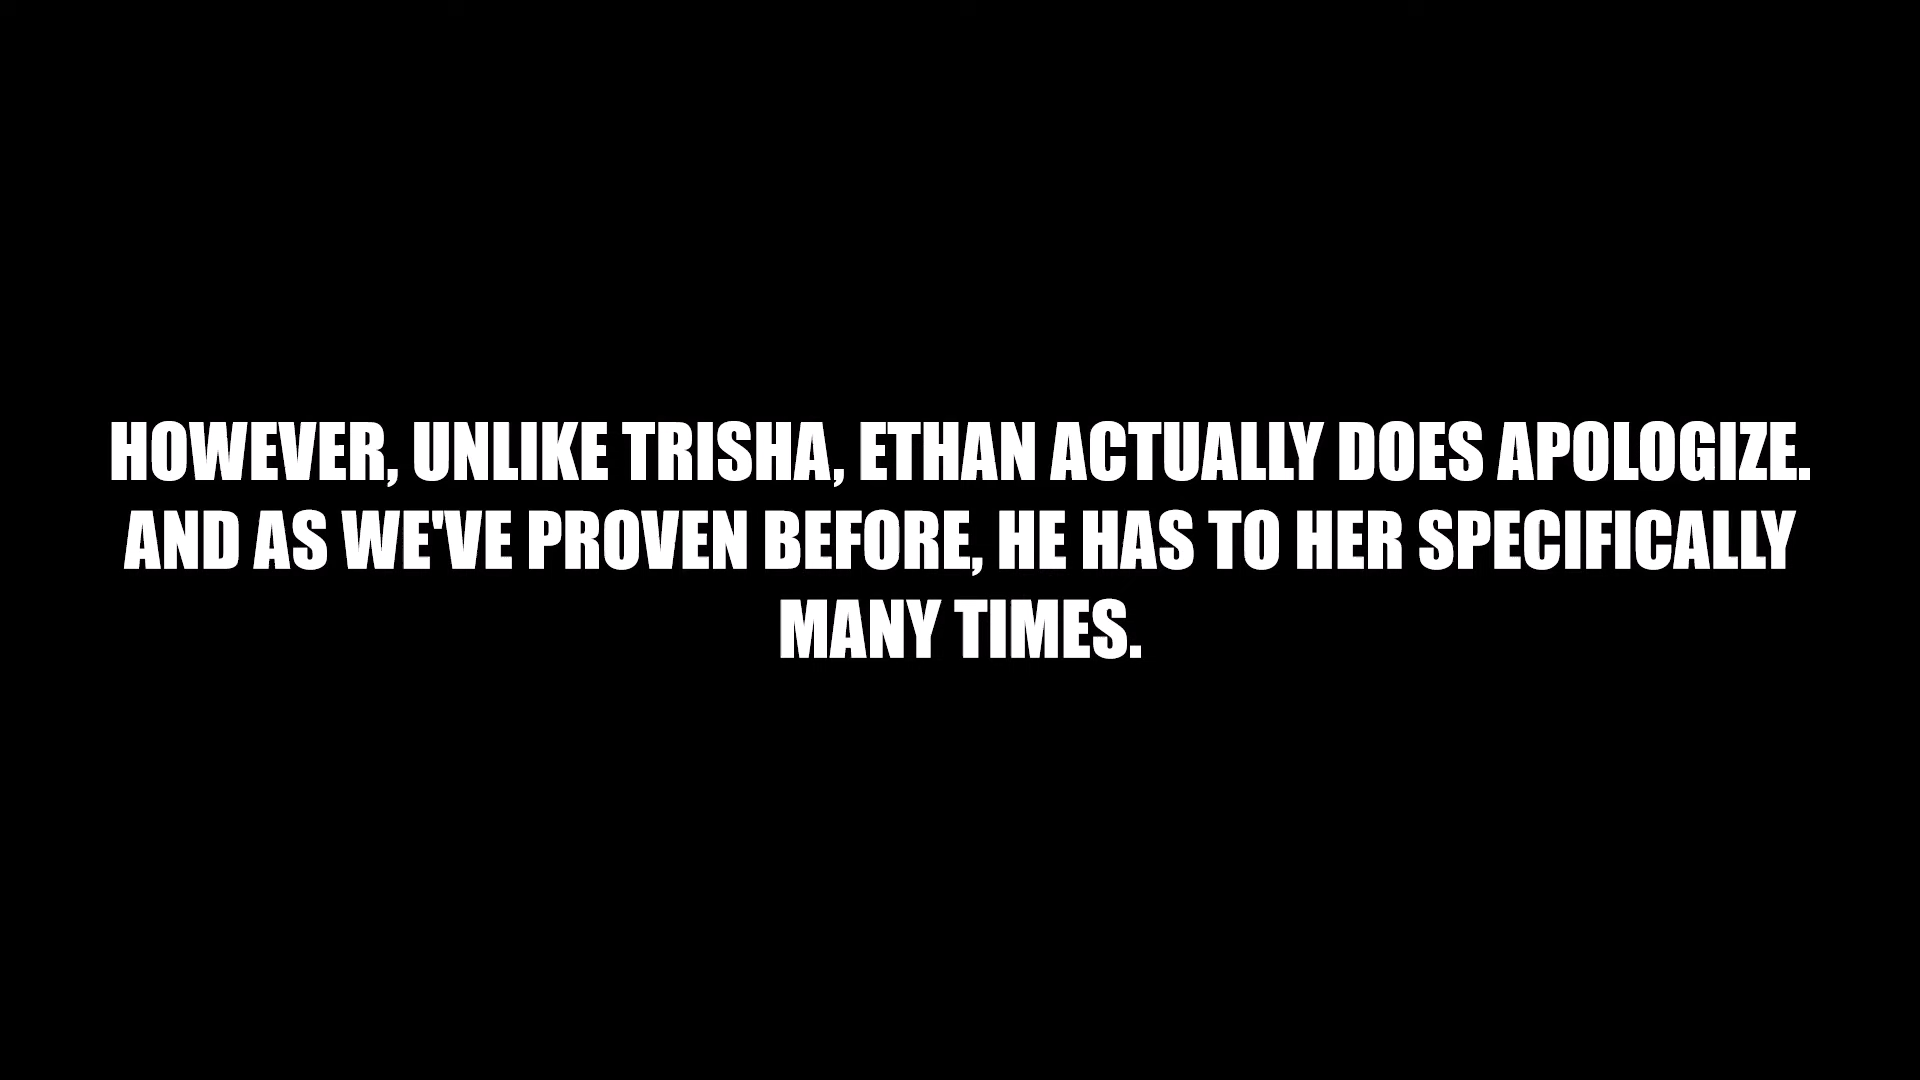 HOWEVER, UNLIKE TRISHA, ETHAN ACTUALLY DOES APOLOGIZE.
AND AS WE'VE PROVEN BEFORE, HE HAS TO HER SPECIFICALLY
MANY TIMES.